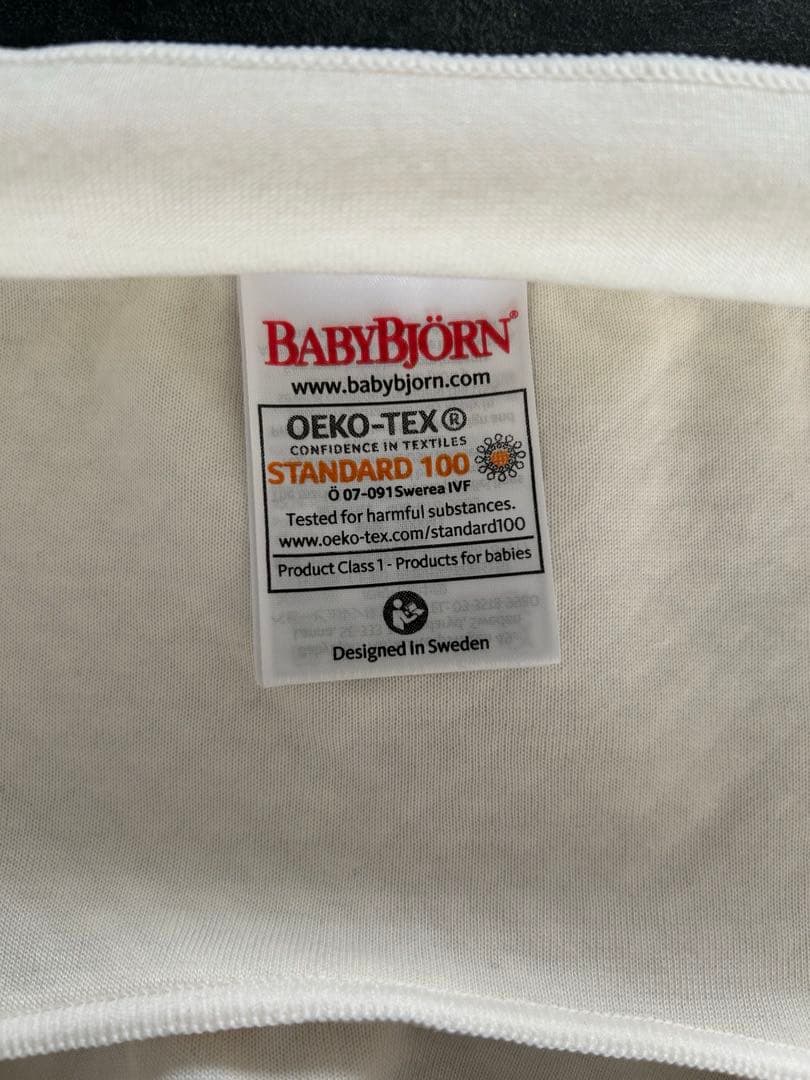 BABYBJÖRN®
www.babybjorn.com
OEKO-TEX®
CONFIDENCE IN TEXTILES
STANDARD 100
Ö 07-091 Swerea IVF
Tested for harmful substances.
www.oeko-tex.com/standard100
Product Class 1 - Products for babies
Designed in Sweden